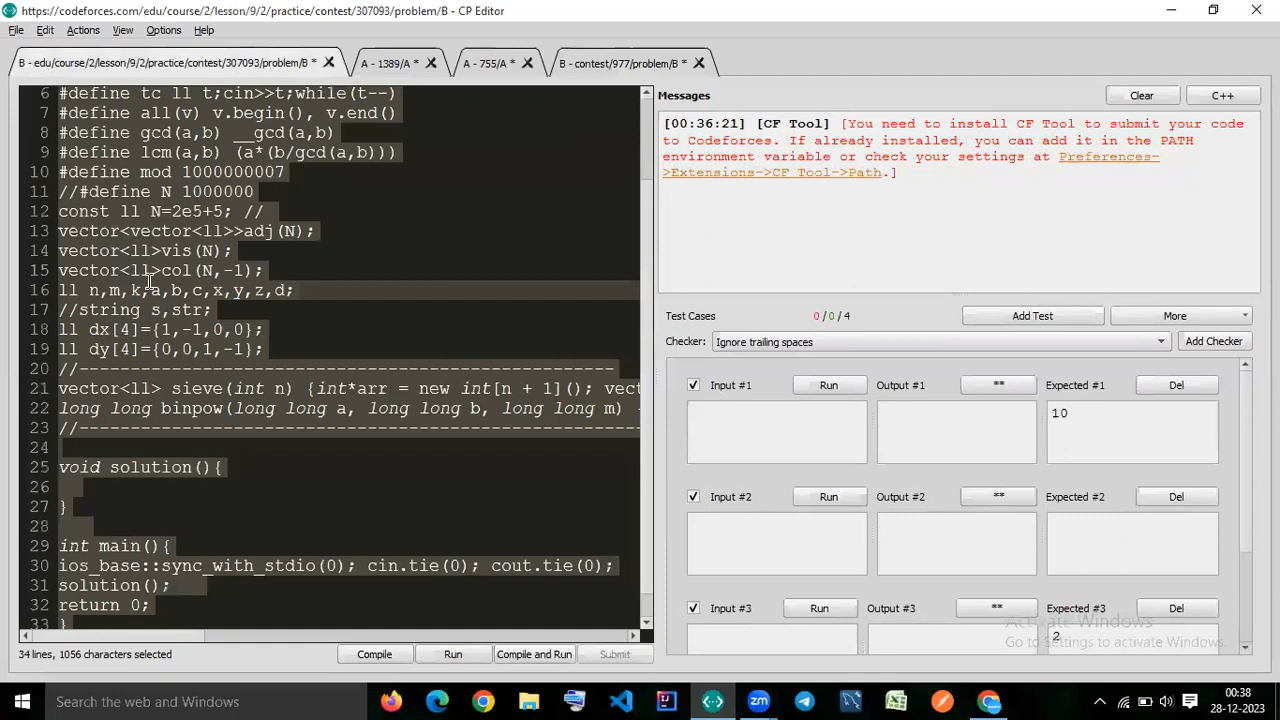 https://codeforces.com/edu/course/2/lesson/9/2/practice/contest/307093/problem/B - CP Editor
File Edit Actions View Options Help
B - edu/course/2/lesson/9/2/practice/contest/307093/problem/B *
A - 1389/A *
A - 755/A *
B - contest/977/problem/B *
6 #define tc ll t;cin>>t;while(t--)
7 #define all(v) v.begin(), v.end()
8 #define gcd(a,b) __gcd(a,b)
9 #define lcm(a,b) (a*(b/gcd(a,b)))
10 #define mod 1000000007
11 //#define N 1000000
12 const ll N=2e5+5; //
13 vector<vector<ll>>adj(N);
14 vector<ll>vis(N);
15 vector<ll>col(N,-1);
16 ll n,m,k,a,b,c,x,y,z,d;
17 //string s,str;
18 ll dx[4]={1,-1,0,0};
19 ll dy[4]={0,0,1,-1};
20 //--------------------------------------------------
21 vector<ll> sieve(int n) {int*arr = new int[n + 1](); vect
22 long long binpow(long long a, long long b, long long m)
23 //------------------------------------------------------
24
25 void solution(){
26
27 }
28
29 int main(){
30 ios_base::sync_with_stdio(0); cin.tie(0); cout.tie(0);
31 solution();
32 return 0;
33 }
34 lines, 1056 characters selected
Compile
Run
Compile and Run
Submit
Messages
Clear
C++
[00:36:21] [CF Tool] [You need to install CF Tool to submit your code
to Codeforces. If already installed, you can add it in the PATH
environment variable or check your settings at Preferences-
>Extensions->CF Tool->Path.]
Test Cases
0/0/4
Add Test
More
Checker:
Ignore trailing spaces
Add Checker
Input #1
Run
Output #1
**
Expected #1
Del
10
Input #2
Run
Output #2
**
Expected #2
Del
Input #3
Run
Output #3
**
Expected #3
Del
2
Activate Windows
Go to Settings to activate Windows.
Search the web and Windows
00:38
28-12-2023